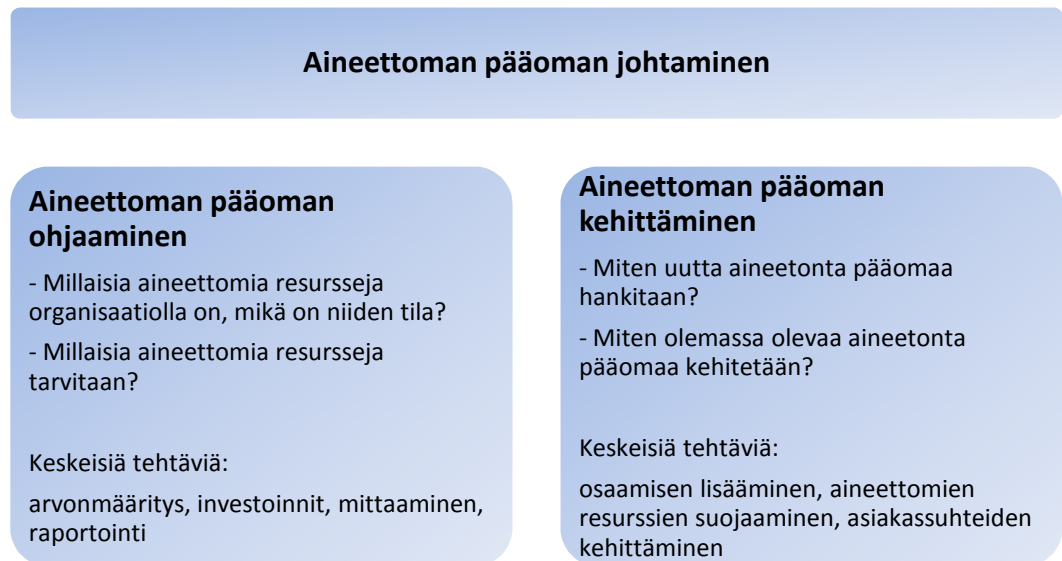 Aineettoman pääoman johtaminen
Aineettoman pääoman
ohjaaminen
- Millaisia aineettomia resursseja
organisaatiolla on, mikä on niiden tila?
- Millaisia aineettomia resursseja
tarvitaan?
Keskeisiä tehtäviä:
arvonmääritys, investoinnit, mittaaminen,
raportointi
Aineettoman pääoman
kehittäminen
- Miten uutta aineetonta pääomaa
hankitaan?
- Miten olemassa olevaa aineetonta
pääomaa kehitetään?
Keskeisiä tehtäviä:
osaamisen lisääminen, aineettomien
resurssien suojaaminen, asiakassuhteiden
kehittäminen